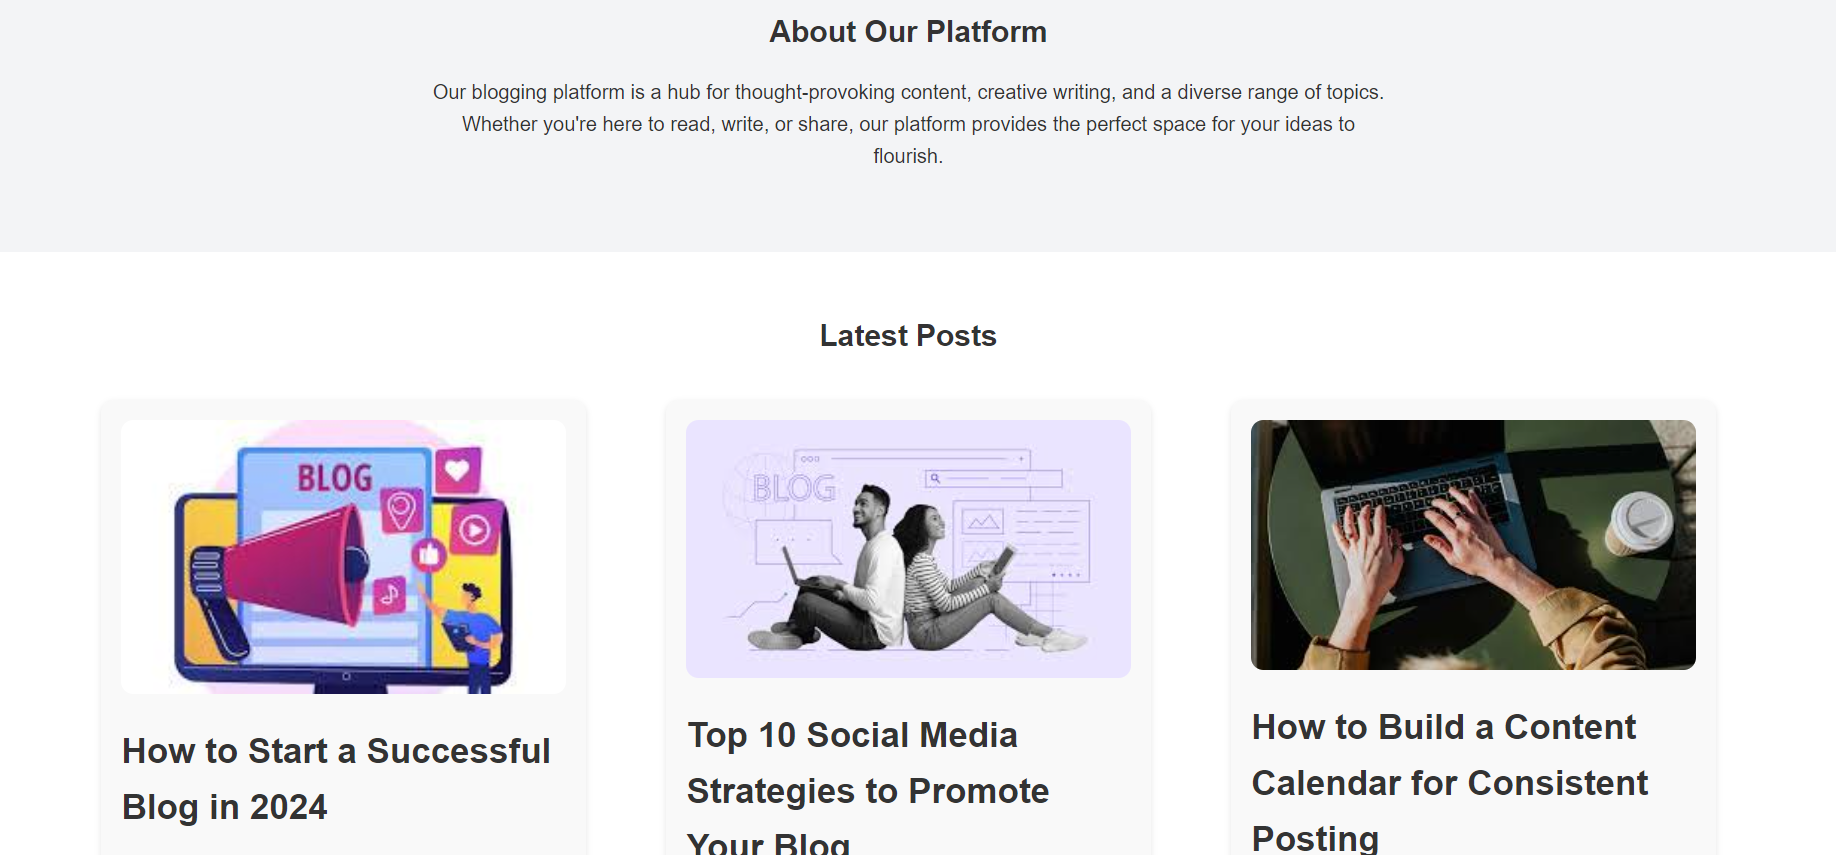 About Our Platform
Our blogging platform is a hub for thought-provoking content, creative writing, and a diverse range of topics.
Whether you're here to read, write, or share, our platform provides the perfect space for your ideas to
flourish.
Latest Posts
BLOG
BLOG
How to Start a Successful
Blog in 2024
Top 10 Social Media
Strategies to Promote
Your Blog
How to Build a Content
Calendar for Consistent
Posting